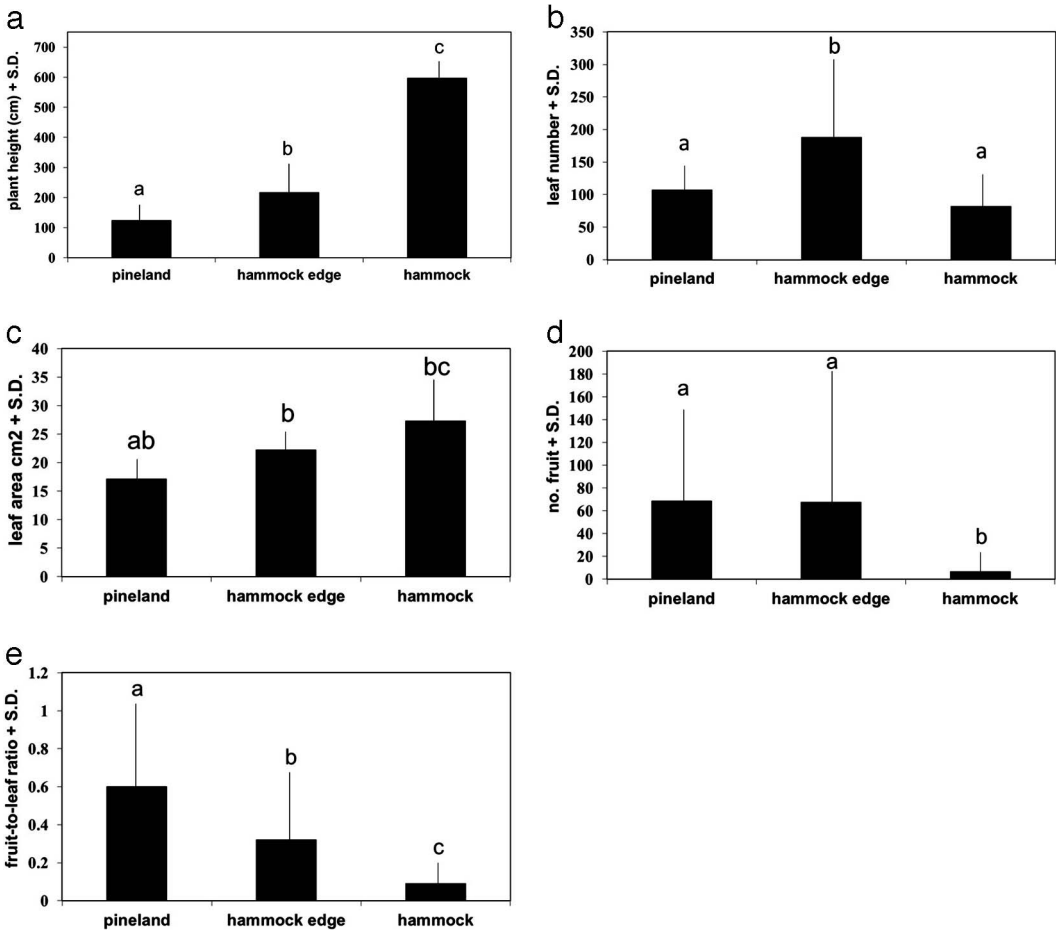 a
plant height (cm) + S.D.
700
600
500
400
300
200
100
0
a
b
c
pineland
hammock edge
hammock
b
leaf number + S.D.
350
300
250
200
150
100
50
0
a
b
a
pineland
hammock edge
hammock
c
leaf area cm2 + S.D.
40
35
30
25
20
15
10
5
0
ab
b
bc
pineland
hammock edge
hammock
d
no. fruit + S.D.
200
180
160
140
120
100
80
60
40
20
0
a
a
b
pineland
hammock edge
hammock
e
fruit-to-leaf ratio + S.D.
1.2
1
0.8
0.6
0.4
0.2
0
a
b
c
pineland
hammock edge
hammock